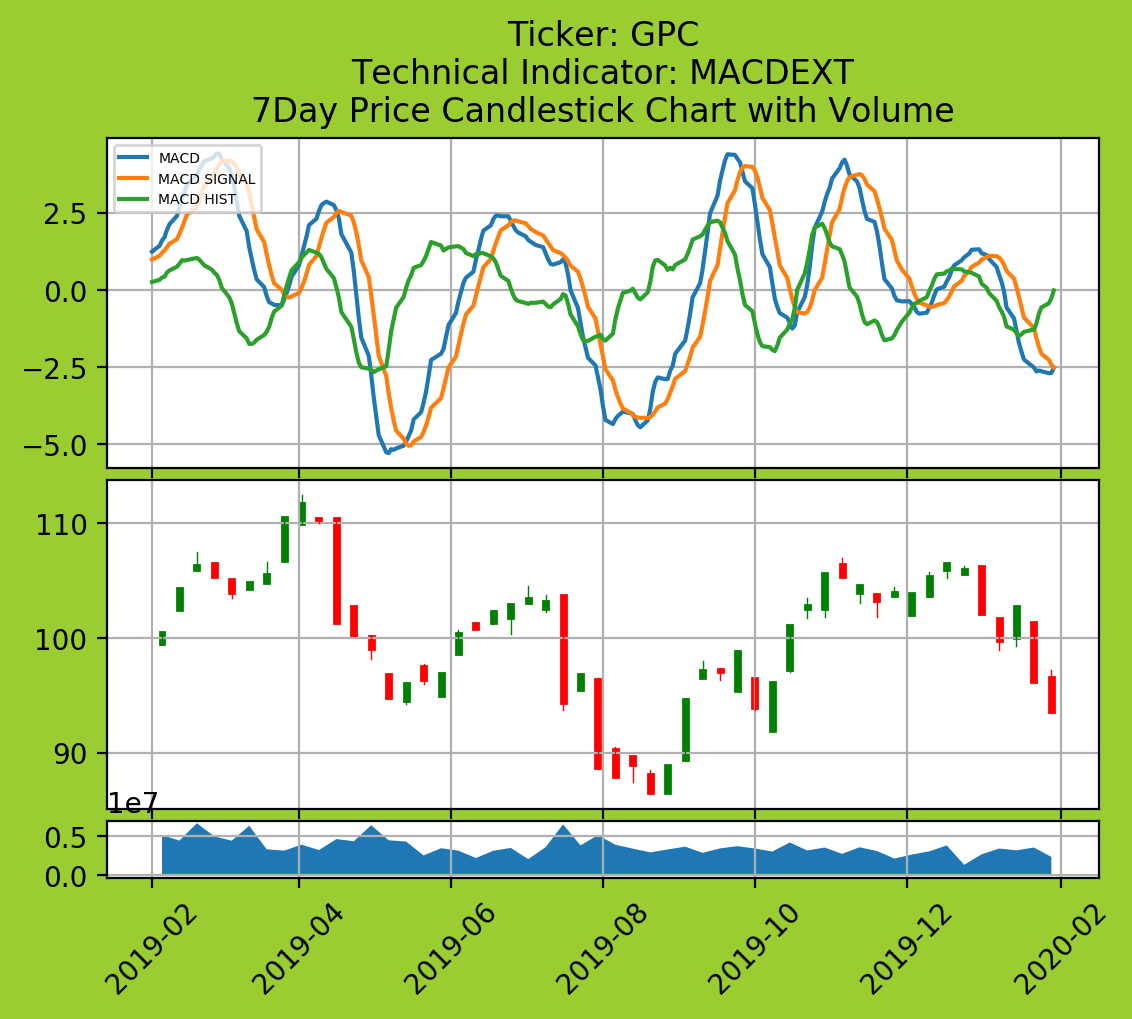 Ticker: GPC
Technical Indicator: MACDEXT
7Day Price Candlestick Chart with Volume
MACD
MACD SIGNAL
MACD HIST
2.5
0.0
−2.5
−5.0
110
100
90
1e7
0.5
0.0
2019-02
2019-04
2019-06
2019-08
2019-10
2019-12
2020-02